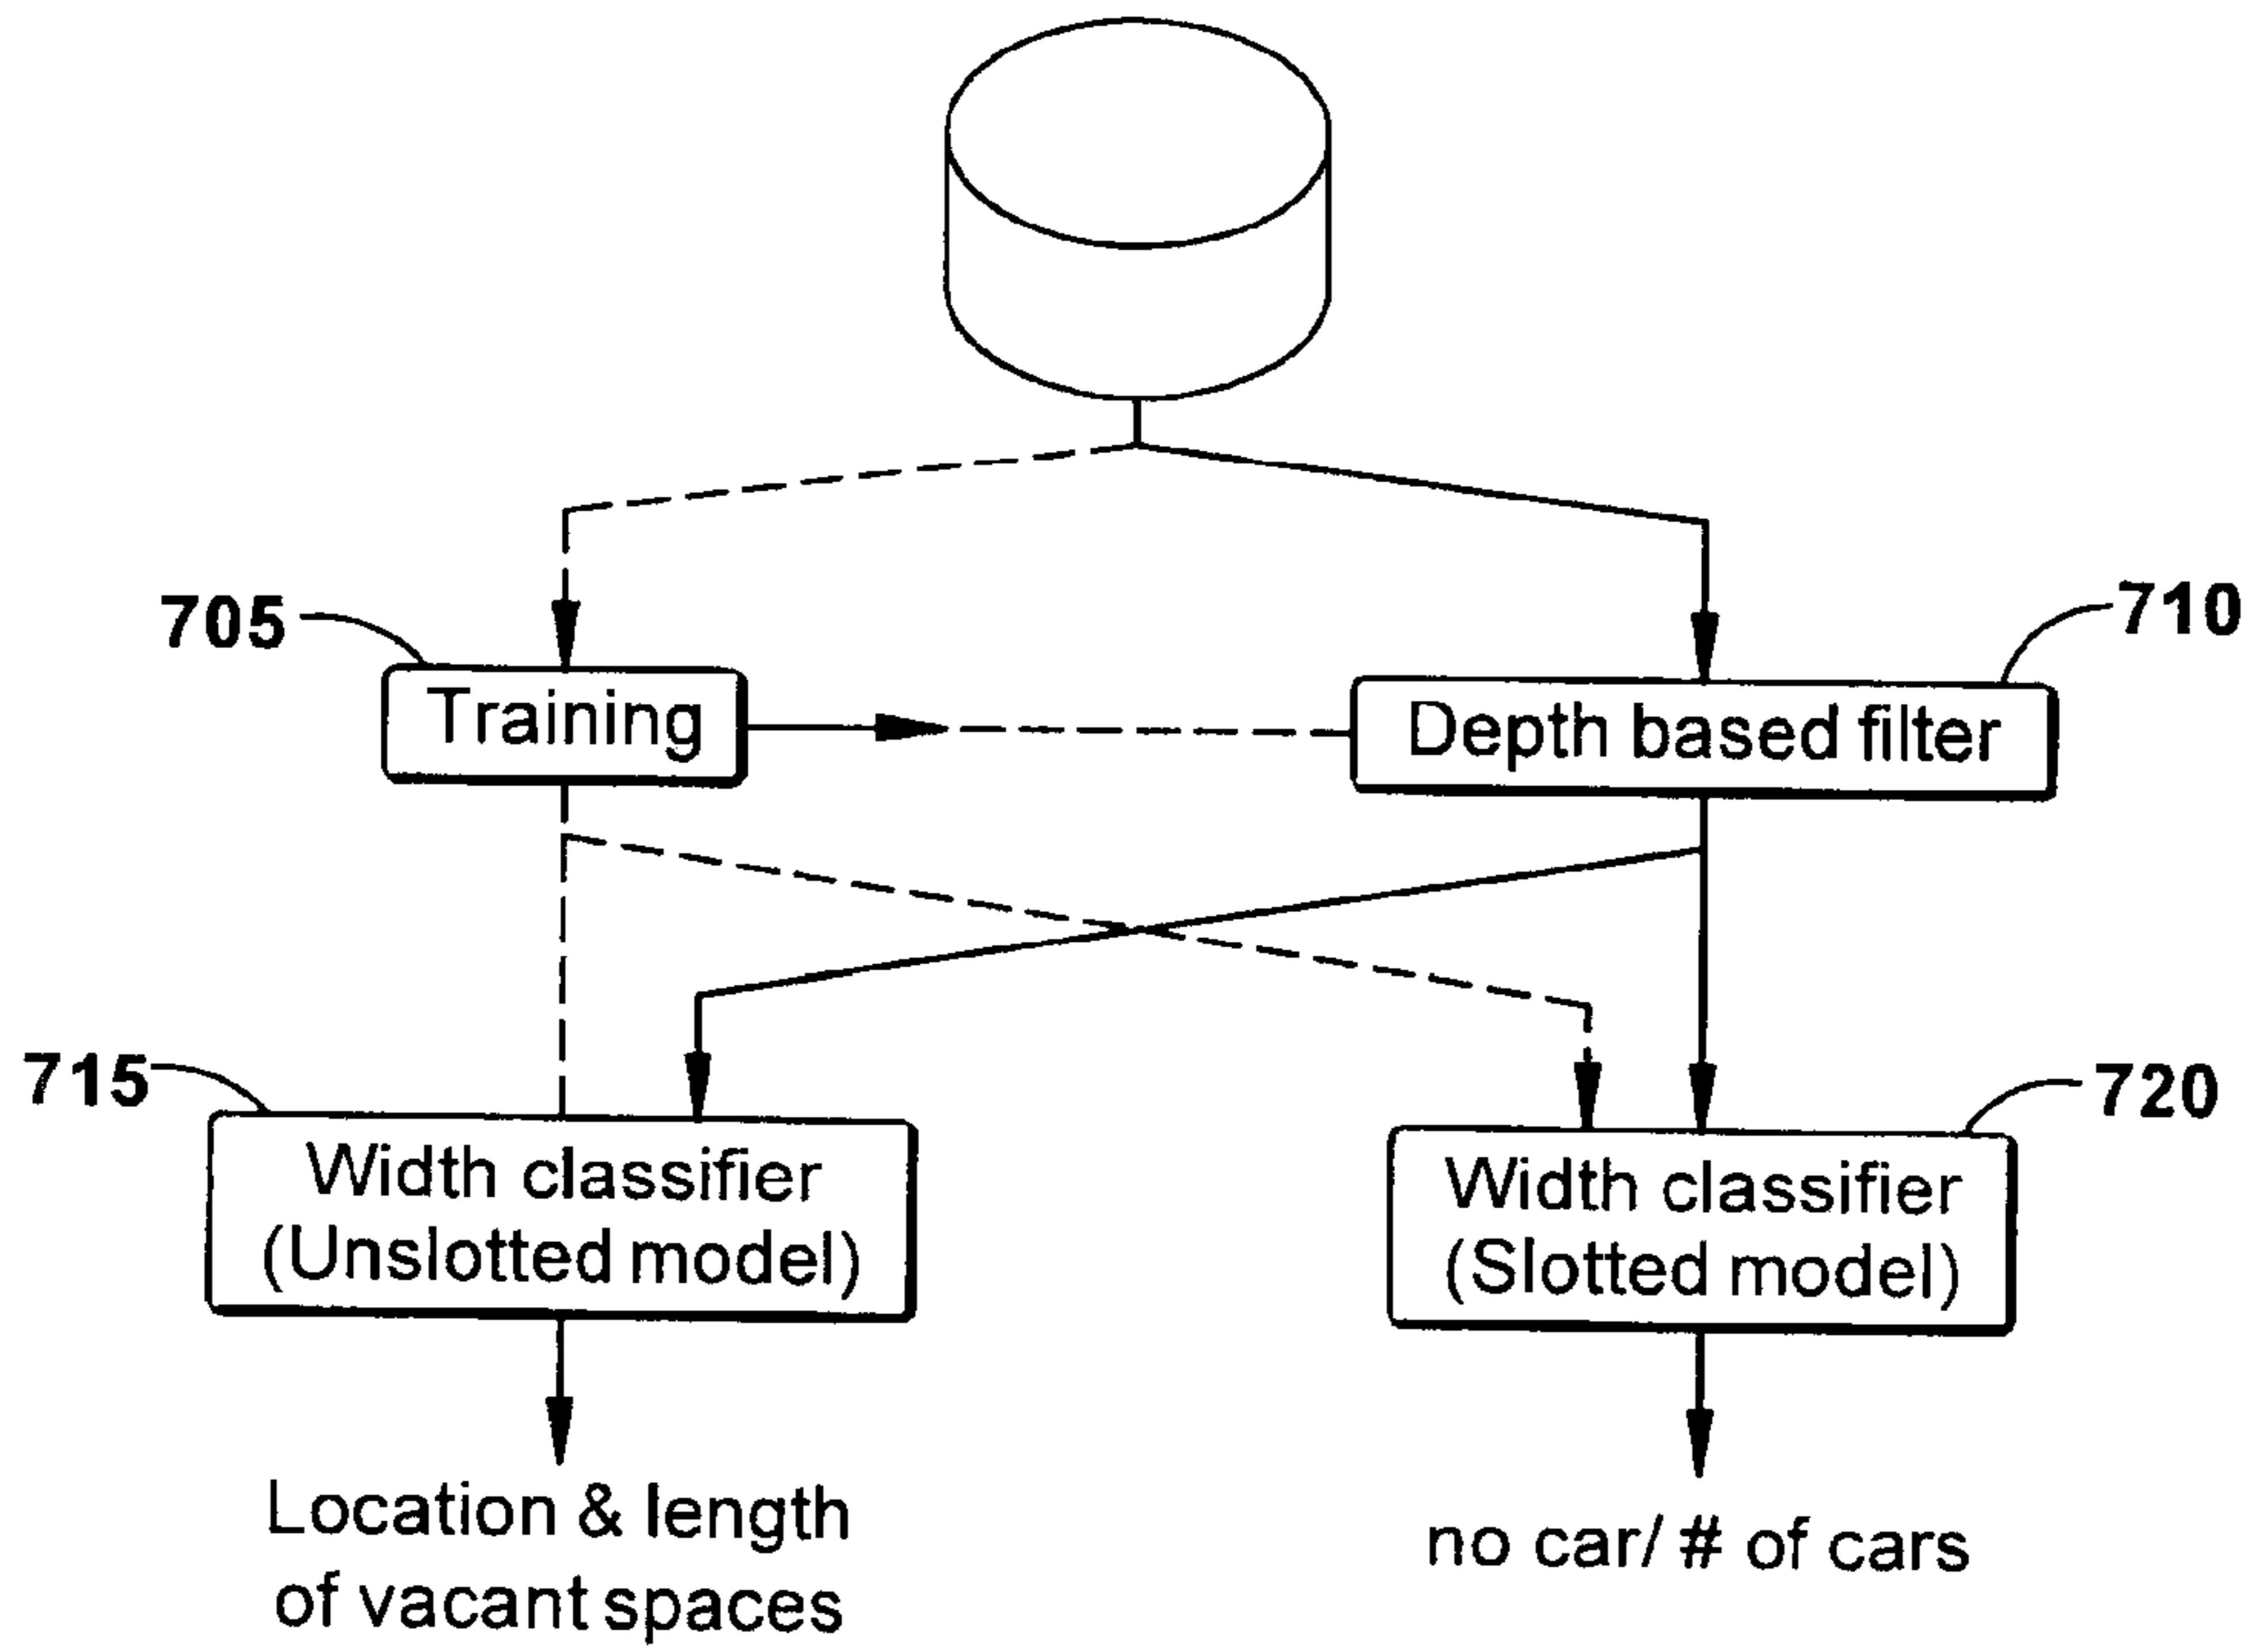 705
710
Training
Depth based filter
715
720
Width classifier
(Unslotted model)
Width classifier
(Slotted model)
Location & length
of vacant spaces
no car/ # of cars